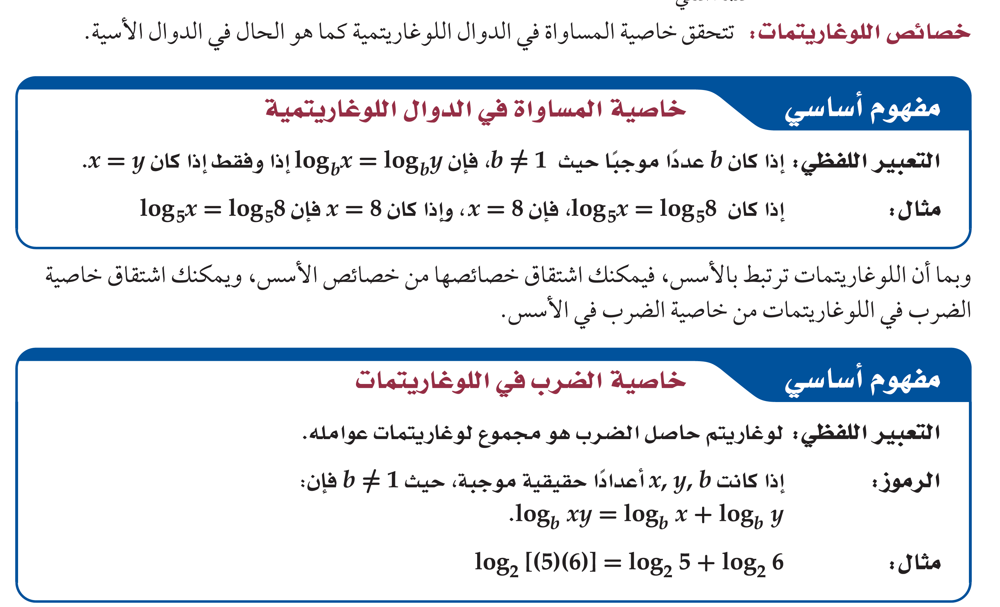 خصائص اللوغاريتمات: تتحقق خاصية المساواة في الدوال اللوغاريتمية كما هو الحال في الدوال الأسية.
مفهوم أساسي خاصية المساواة في الدوال اللوغاريتمية
التعبير اللفظي: إذا كان b عددًا موجبًا حيث b ≠ 1، فإن log_b x = log_b y إذا وفقط إذا كان x = y.
مثال: إذا كان log_5 x = log_5 8، فإن x = 8، وإذا كان x = 8 فإن log_5 x = log_5 8
وبما أن اللوغاريتمات ترتبط بالأسس، فيمكنك اشتقاق خصائصها من خصائص الأسس، ويمكنك اشتقاق خاصية
الضرب في اللوغاريتمات من خاصية الضرب في الأسس.
مفهوم أساسي خاصية الضرب في اللوغاريتمات
التعبير اللفظي: لوغاريتم حاصل الضرب هو مجموع لوغاريتمات عوامله.
الرموز: إذا كانت x, y, b أعدادًا حقيقية موجبة، حيث b ≠ 1 فإن:
log_b xy = log_b x + log_b y.
مثال: log_2 [(5)(6)] = log_2 5 + log_2 6